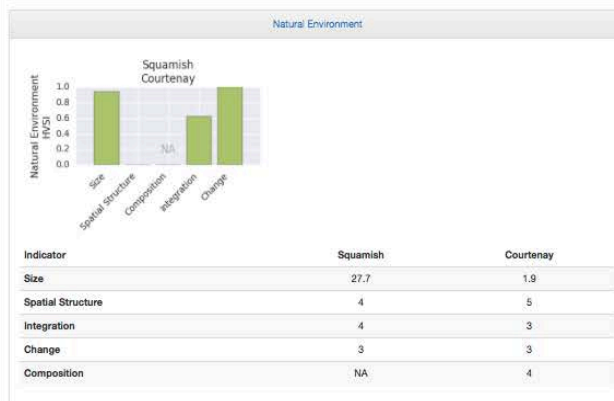 Natural Environment
Squamish
Courtenay
Natural Environment
HVSI
1.0
0.8
0.6
0.4
0.2
0.0
NA
Size
Spatial Structure
Composition
Integration
Change
Indicator Squamish Courtenay
Size 27.7 1.9
Spatial Structure 4 5
Integration 4 3
Change 3 3
Composition NA 4